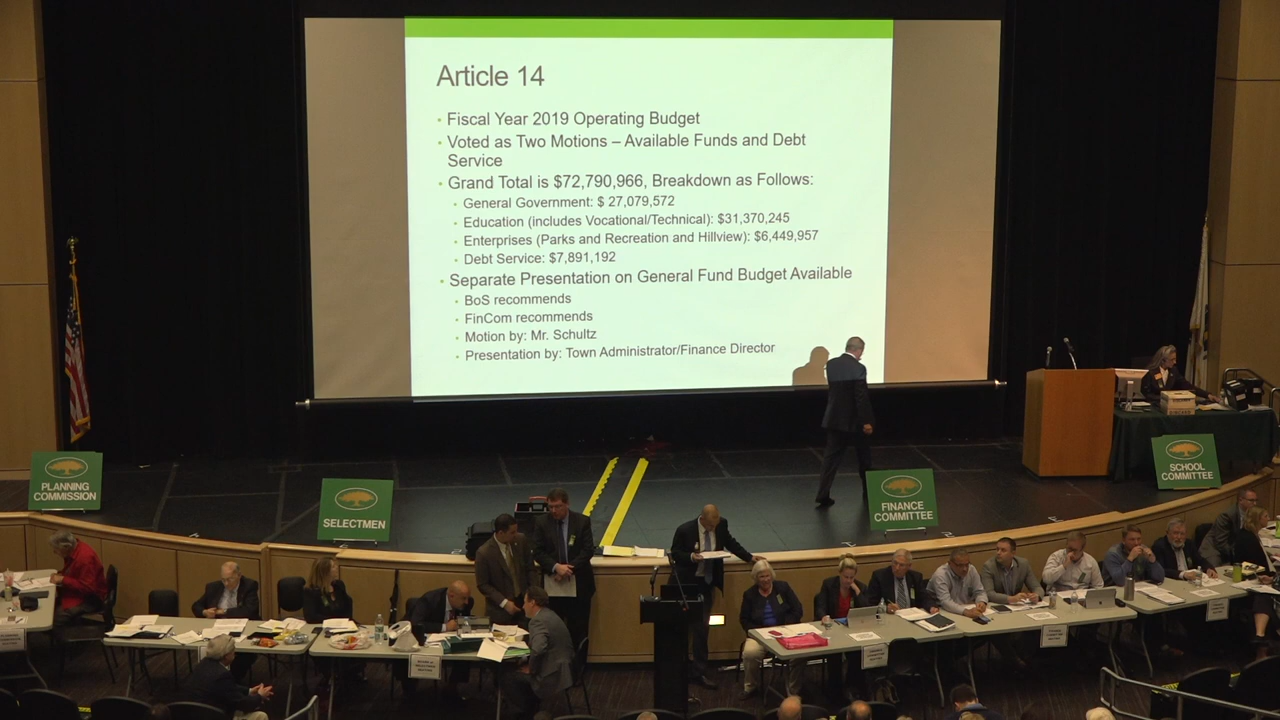 Article 14
• Fiscal Year 2019 Operating Budget
• Voted as Two Motions – Available Funds and Debt
Service
• Grand Total is $72,790,966, Breakdown as Follows:
• General Government: $ 27,079,572
• Education (includes Vocational/Technical): $31,370,245
• Enterprises (Parks and Recreation and Hillview): $6,449,957
• Debt Service: $7,891,192
• Separate Presentation on General Fund Budget Available
• BoS recommends
• FinCom recommends
• Motion by: Mr. Schultz
• Presentation by: Town Administrator/Finance Director
PLANNING
COMMISSION
SELECTMEN
FINANCE
COMMITTEE
SCHOOL
COMMITTEE